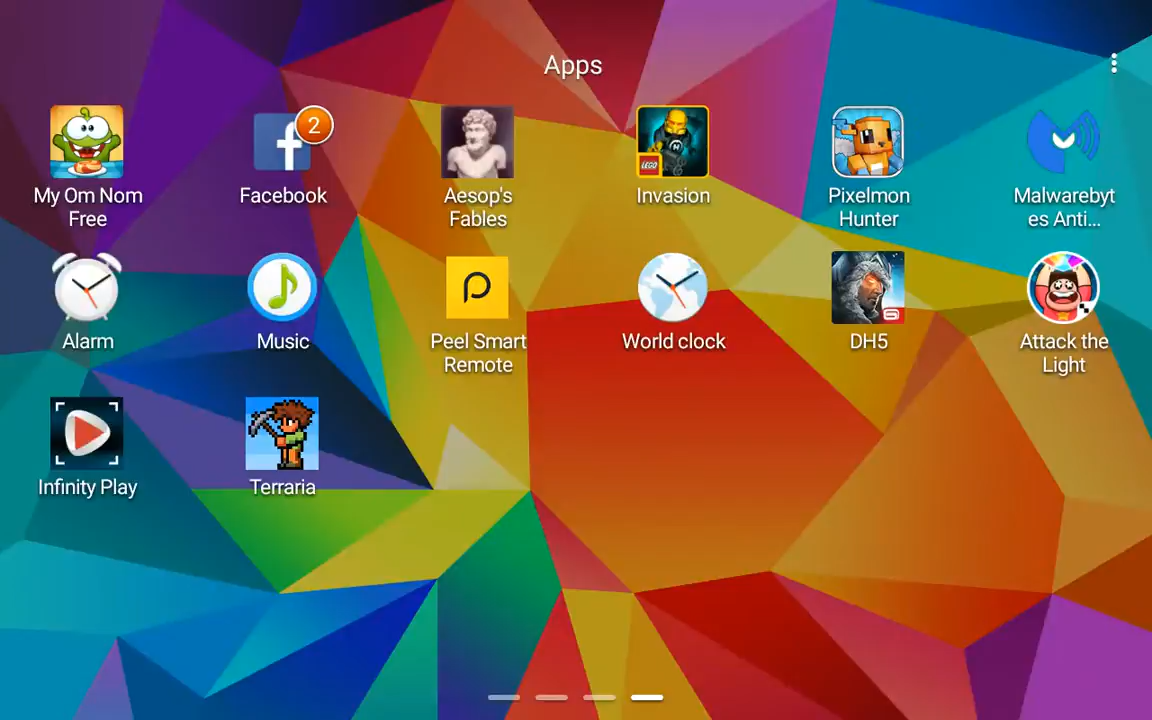 Apps
2
My Om Nom
Free
Facebook
Aesop's
Fables
LEGO
Invasion
Pixelmon
Hunter
Malwarebyt
es Anti...
Alarm
Music
Peel Smart
Remote
World clock
DH5
Attack the
Light
Infinity Play
Terraria